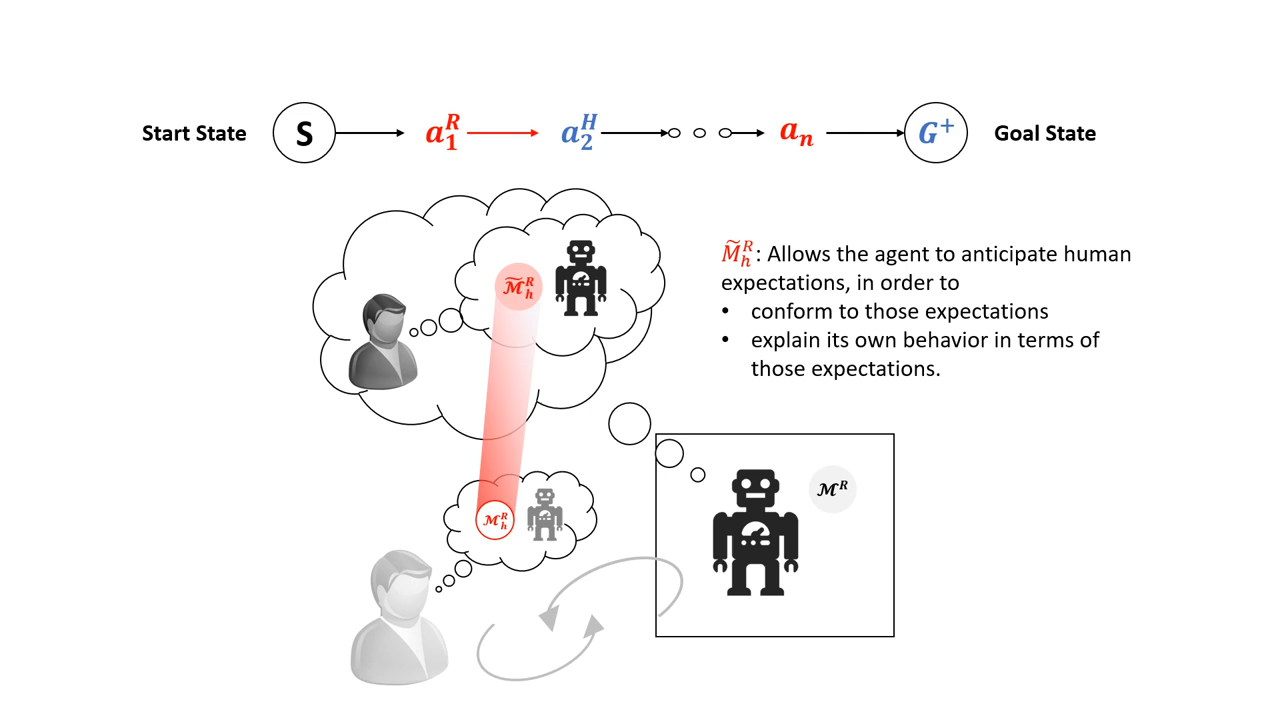 Start State S a₁ᴿ a₂ᴴ aₙ G⁺ Goal State
M̃ₕᴿ: Allows the agent to anticipate human
expectations, in order to
• conform to those expectations
• explain its own behavior in terms of
those expectations.
ℳ̃ₕᴿ
ℳᴿ
ℳₕᴿ